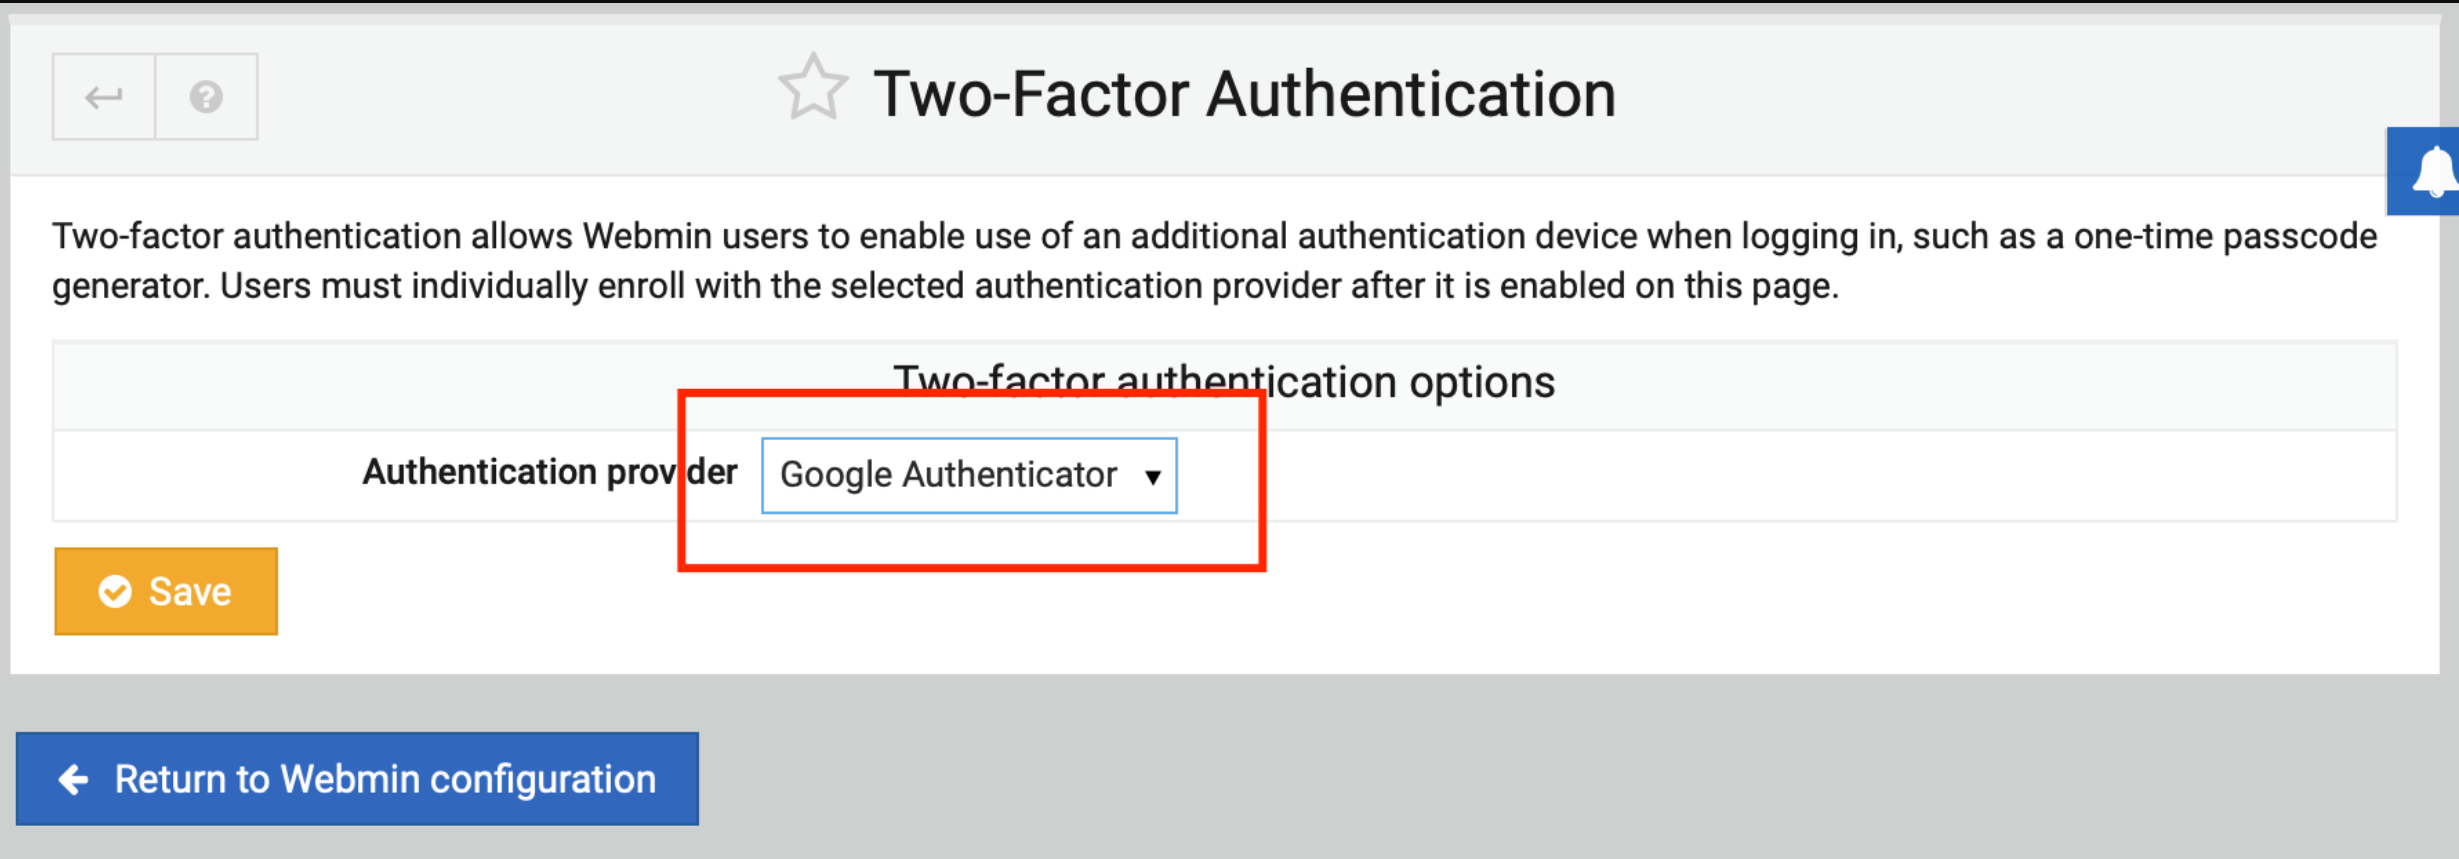 Two-Factor Authentication
Two-factor authentication allows Webmin users to enable use of an additional authentication device when logging in, such as a one-time passcode
generator. Users must individually enroll with the selected authentication provider after it is enabled on this page.
Two-factor authentication options
Authentication provider Google Authenticator
Save
Return to Webmin configuration